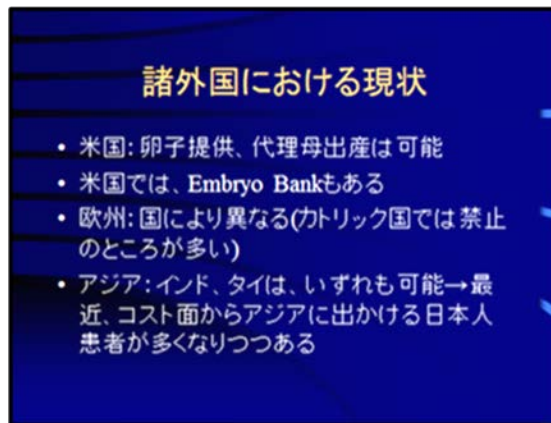 諸外国における現状
• 米国:卵子提供、代理母出産は可能
• 米国では、Embryo Bankもある
• 欧州:国により異なる(カトリック国では禁止
のところが多い)
• アジア:インド、タイは、いずれも可能→最
近、コスト面からアジアに出かける日本人
患者が多くなりつつある